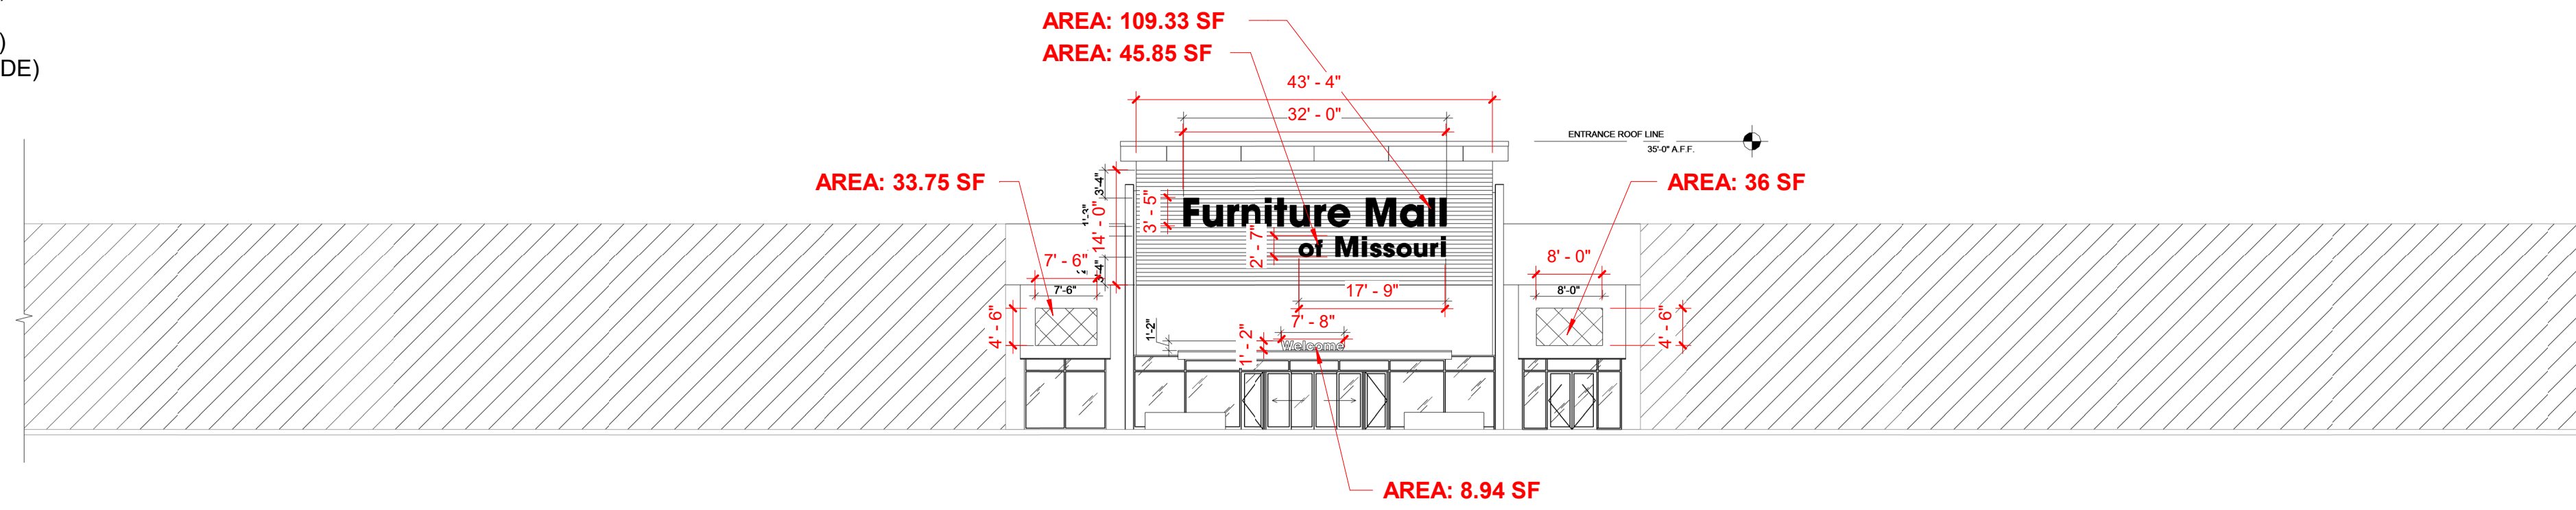 )
DE)
AREA: 109.33 SF
AREA: 45.85 SF
43' - 4"
32' - 0"
ENTRANCE ROOF LINE
35'-0" A.F.F.
AREA: 33.75 SF
AREA: 36 SF
3'-4"
1'-3"
14' - 0"
3' - 5"
Furniture Mall
of Missouri
2' - 7"
3'-4"
7' - 6"
7'-6"
8' - 0"
8'-0"
17' - 9"
4' - 6"
4' - 6"
7' - 8"
1'-2"
1' - 2"
Welcome
AREA: 8.94 SF